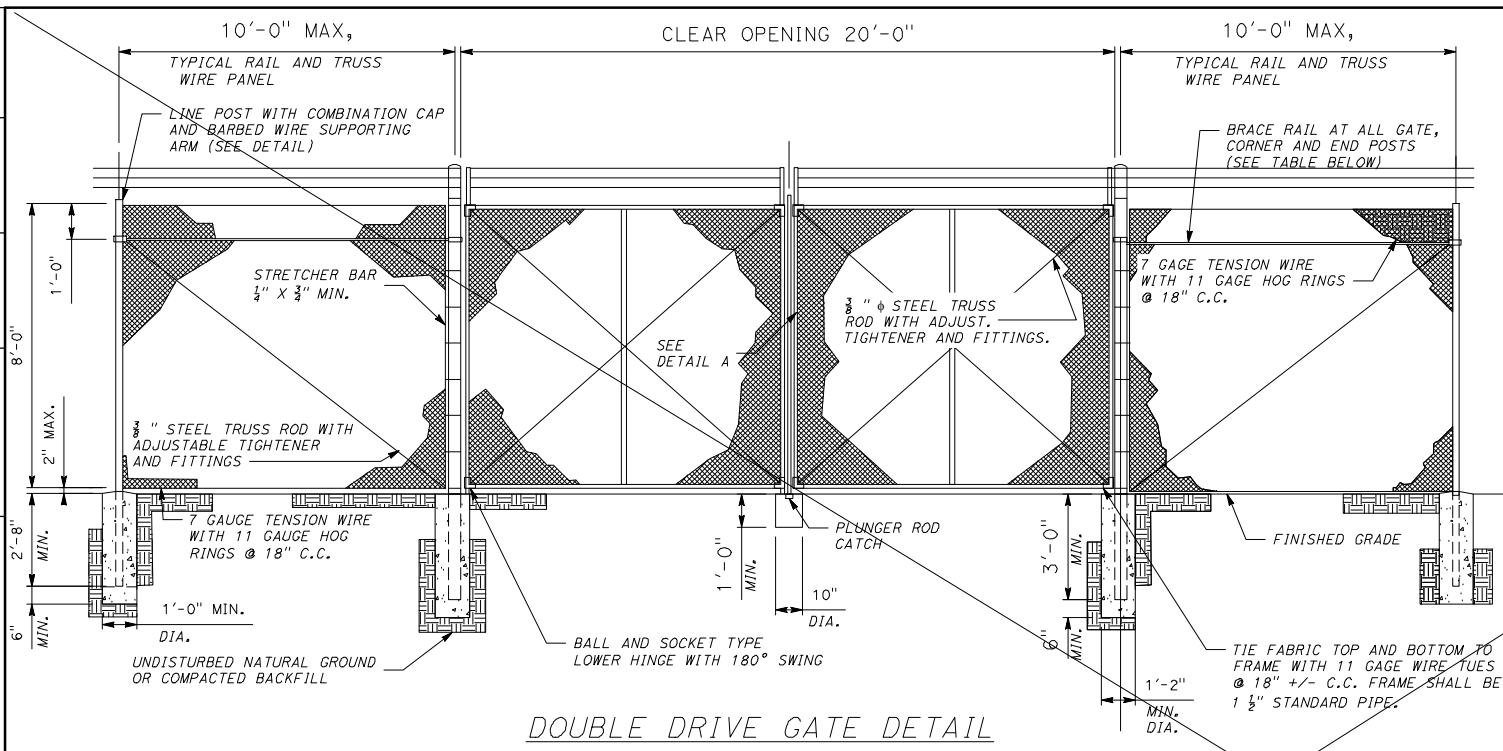 10'-0" MAX,
CLEAR OPENING 20'-0"
10'-0" MAX,
TYPICAL RAIL AND TRUSS
WIRE PANEL
TYPICAL RAIL AND TRUSS
WIRE PANEL
LINE POST WITH COMBINATION CAP
AND BARBED WIRE SUPPORTING
ARM (SEE DETAIL)
BRACE RAIL AT ALL GATE,
CORNER AND END POSTS
(SEE TABLE BELOW)
1'-0"
8'-0"
2" MAX.
STRETCHER BAR
1/4" X 3/4" MIN.
SEE
DETAIL A
3/8 " ϕ STEEL TRUSS
ROD WITH ADJUST.
TIGHTENER AND FITTINGS.
7 GAGE TENSION WIRE
WITH 11 GAGE HOG RINGS
@ 18" C.C.
3/8 " STEEL TRUSS ROD WITH
ADJUSTABLE TIGHTENER
AND FITTINGS
2'-8"
MIN.
6"
MIN.
7 GAUGE TENSION WIRE
WITH 11 GAUGE HOG
RINGS @ 18" C.C.
1'-0" MIN.
DIA.
UNDISTURBED NATURAL GROUND
OR COMPACTED BACKFILL
BALL AND SOCKET TYPE
LOWER HINGE WITH 180° SWING
1'-0"
MIN.
10"
DIA.
PLUNGER ROD
CATCH
3'-0"
MIN.
6"
MIN.
1'-2"
MIN.
DIA.
FINISHED GRADE
TIE FABRIC TOP AND BOTTOM TO
FRAME WITH 11 GAGE WIRE TUES
@ 18" +/- C.C. FRAME SHALL BE
1 1/2" STANDARD PIPE.
DOUBLE DRIVE GATE DETAIL